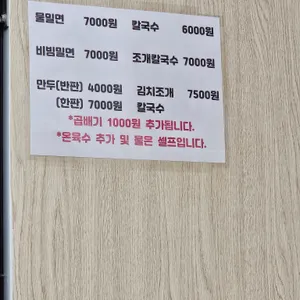 물밀면 7000원 칼국수 6000원
비빔밀면 7000원 조개칼국수 7000원
만두(반판) 4000원 김치조개 7500원
(한판) 7000원 칼국수
*곱배기 1000원 추가됩니다.
*온육수 추가 및 물은 셀프입니다.